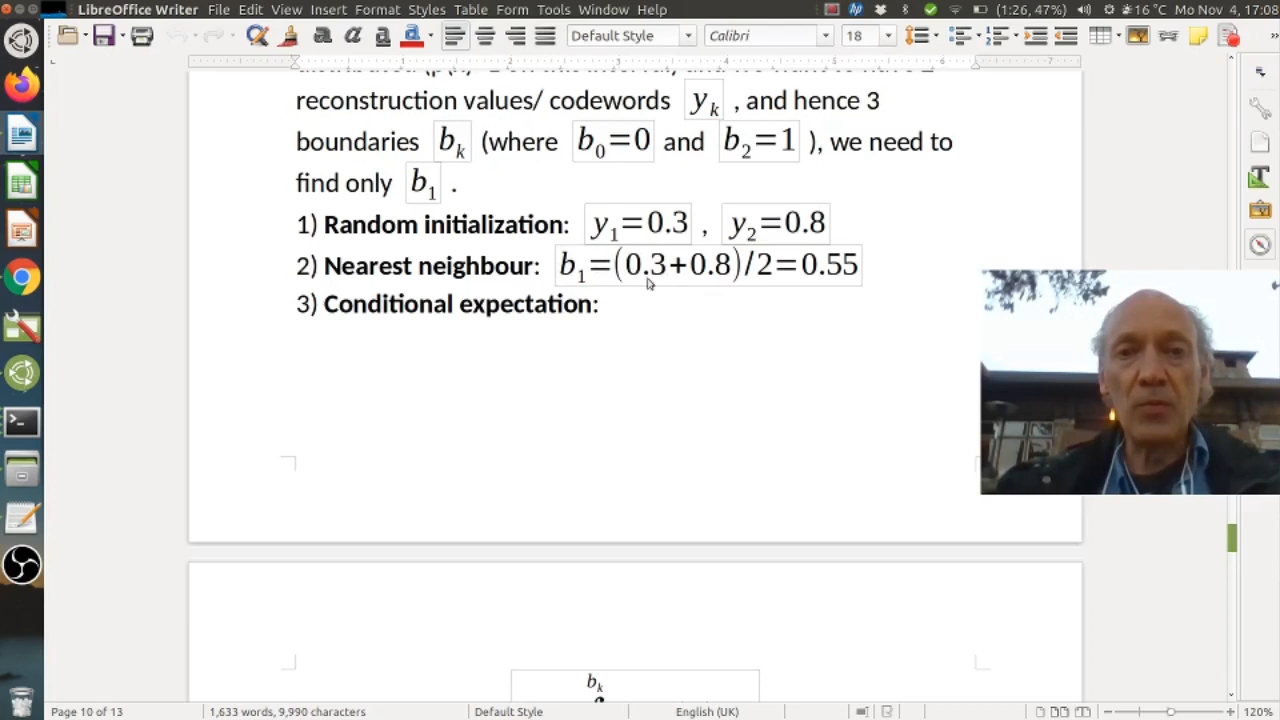 LibreOffice Writer File Edit View Insert Format Styles Table Form Tools Window Help (1:26, 47%) 16 °C Mo Nov 4, 17:08
Default Style Calibri 18
reconstruction values/ codewords y_k , and hence 3
boundaries b_k (where b_0=0 and b_2=1 ), we need to
find only b_1 .
1) Random initialization: y_1=0.3 , y_2=0.8
2) Nearest neighbour: b_1=(0.3+0.8)/2=0.55
3) Conditional expectation:
b_k
Page 10 of 13 1,633 words, 9,990 characters Default Style English (UK) 120%